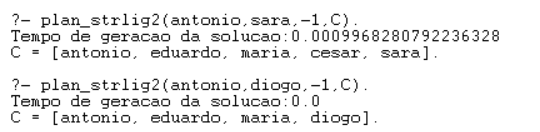 ?- plan_strlig2(antonio,sara,-1,C).
Tempo de geracao da solucao:0.0009968280792236328
C = [antonio, eduardo, maria, cesar, sara].
?- plan_strlig2(antonio,diogo,-1,C).
Tempo de geracao da solucao:0.0
C = [antonio, eduardo, maria, diogo].